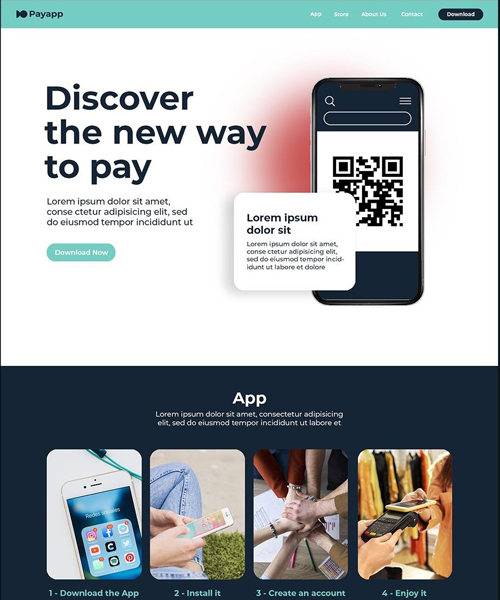 Payapp
App Store About Us Contact Download
Discover
the new way
to pay
Lorem ipsum dolor sit amet,
conse ctetur adipisicing elit, sed
do eiusmod tempor incididunt ut
Download Now
Lorem ipsum
dolor sit
Lorem ipsum dolor sit amet,
conse ctetur adipisicing elit,
sed do eiusmod tempor incid-
idunt ut labore et dolore
App
Lorem ipsum dolor sit amet, consectetur adipisicing
elit, sed do eiusmod tempor incididunt ut labore et
Redes sociales
1 - Download the App
2 - Install it
3 - Create an account
4 - Enjoy it